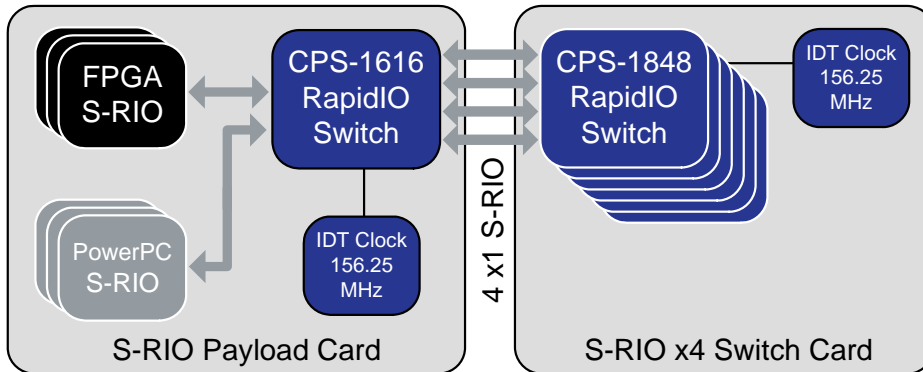 FPGA
S-RIO
CPS-1616
RapidIO
Switch
PowerPC
S-RIO
IDT Clock
156.25
MHz
S-RIO Payload Card
4 x1 S-RIO
CPS-1848
RapidIO
Switch
IDT Clock
156.25
MHz
S-RIO x4 Switch Card